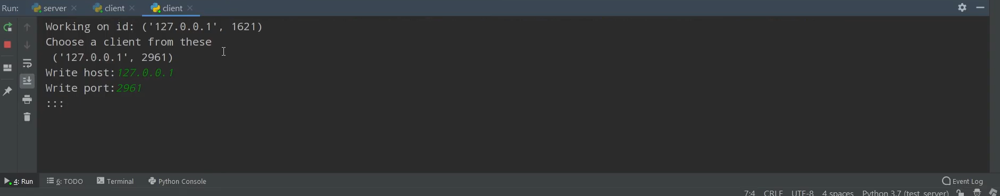 Run: server client client
Working on id: ('127.0.0.1', 1621)
Choose a client from these
('127.0.0.1', 2961)
Write host:127.0.0.1
Write port:2961
:::
4: Run 6: TODO Terminal Python Console Event Log
7:4 CRLF UTF-8 4 spaces Python 3.7 (test_server)